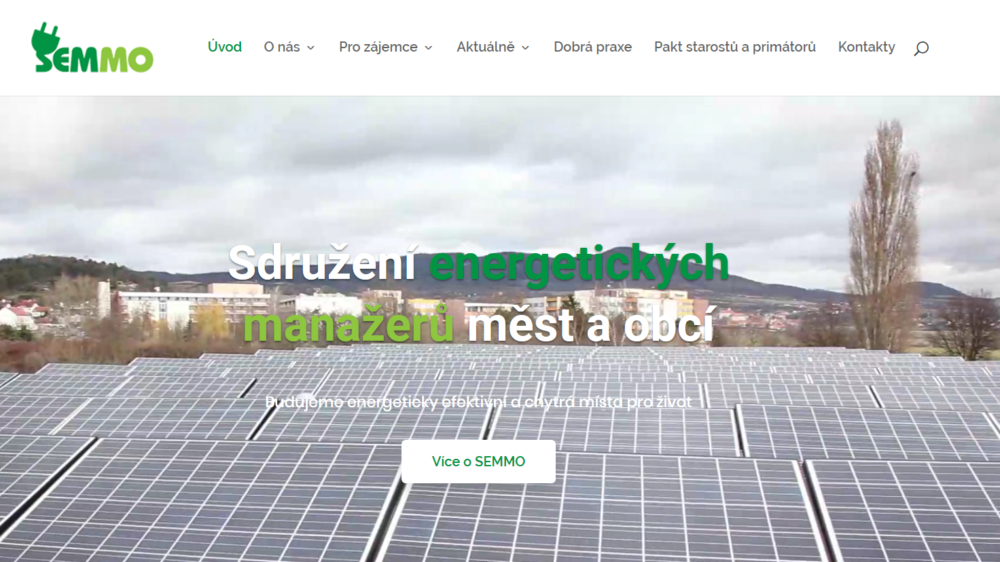 SEMMO
Úvod O nás Pro zájemce Aktuálně Dobrá praxe Pakt starostů a primátorů Kontakty
Sdružení energetických
manažerů měst a obcí
Budujeme energeticky efektivní a chytrá místa pro život
Více o SEMMO